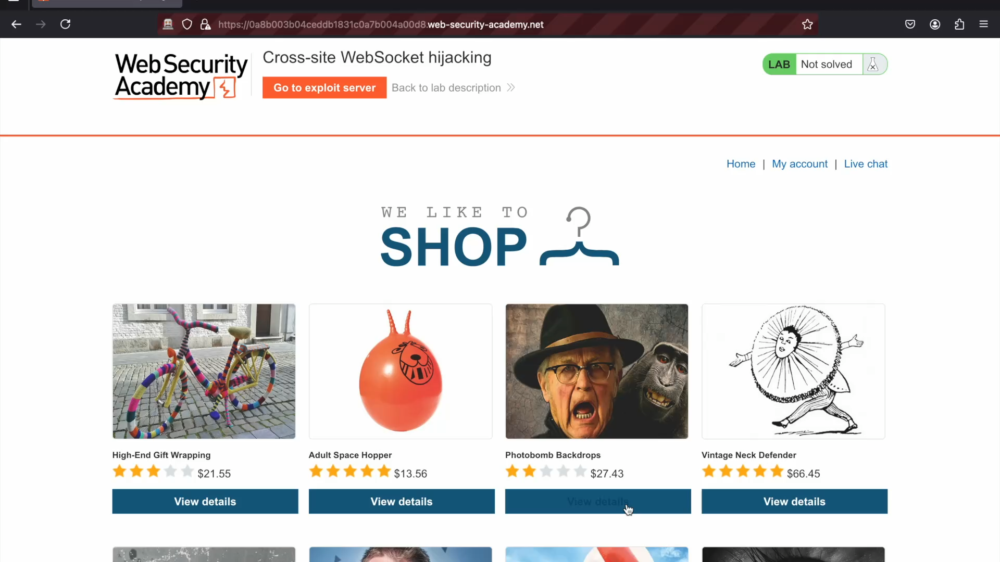 https://0a8b003b04ceddb1831c0a7b004a00d8.web-security-academy.net
Web Security
Academy
Cross-site WebSocket hijacking
Go to exploit server
Back to lab description
LAB Not solved
Home | My account | Live chat
WE LIKE TO
SHOP
High-End Gift Wrapping
$21.55
View details
Adult Space Hopper
$13.56
View details
Photobomb Backdrops
$27.43
View details
Vintage Neck Defender
$66.45
View details